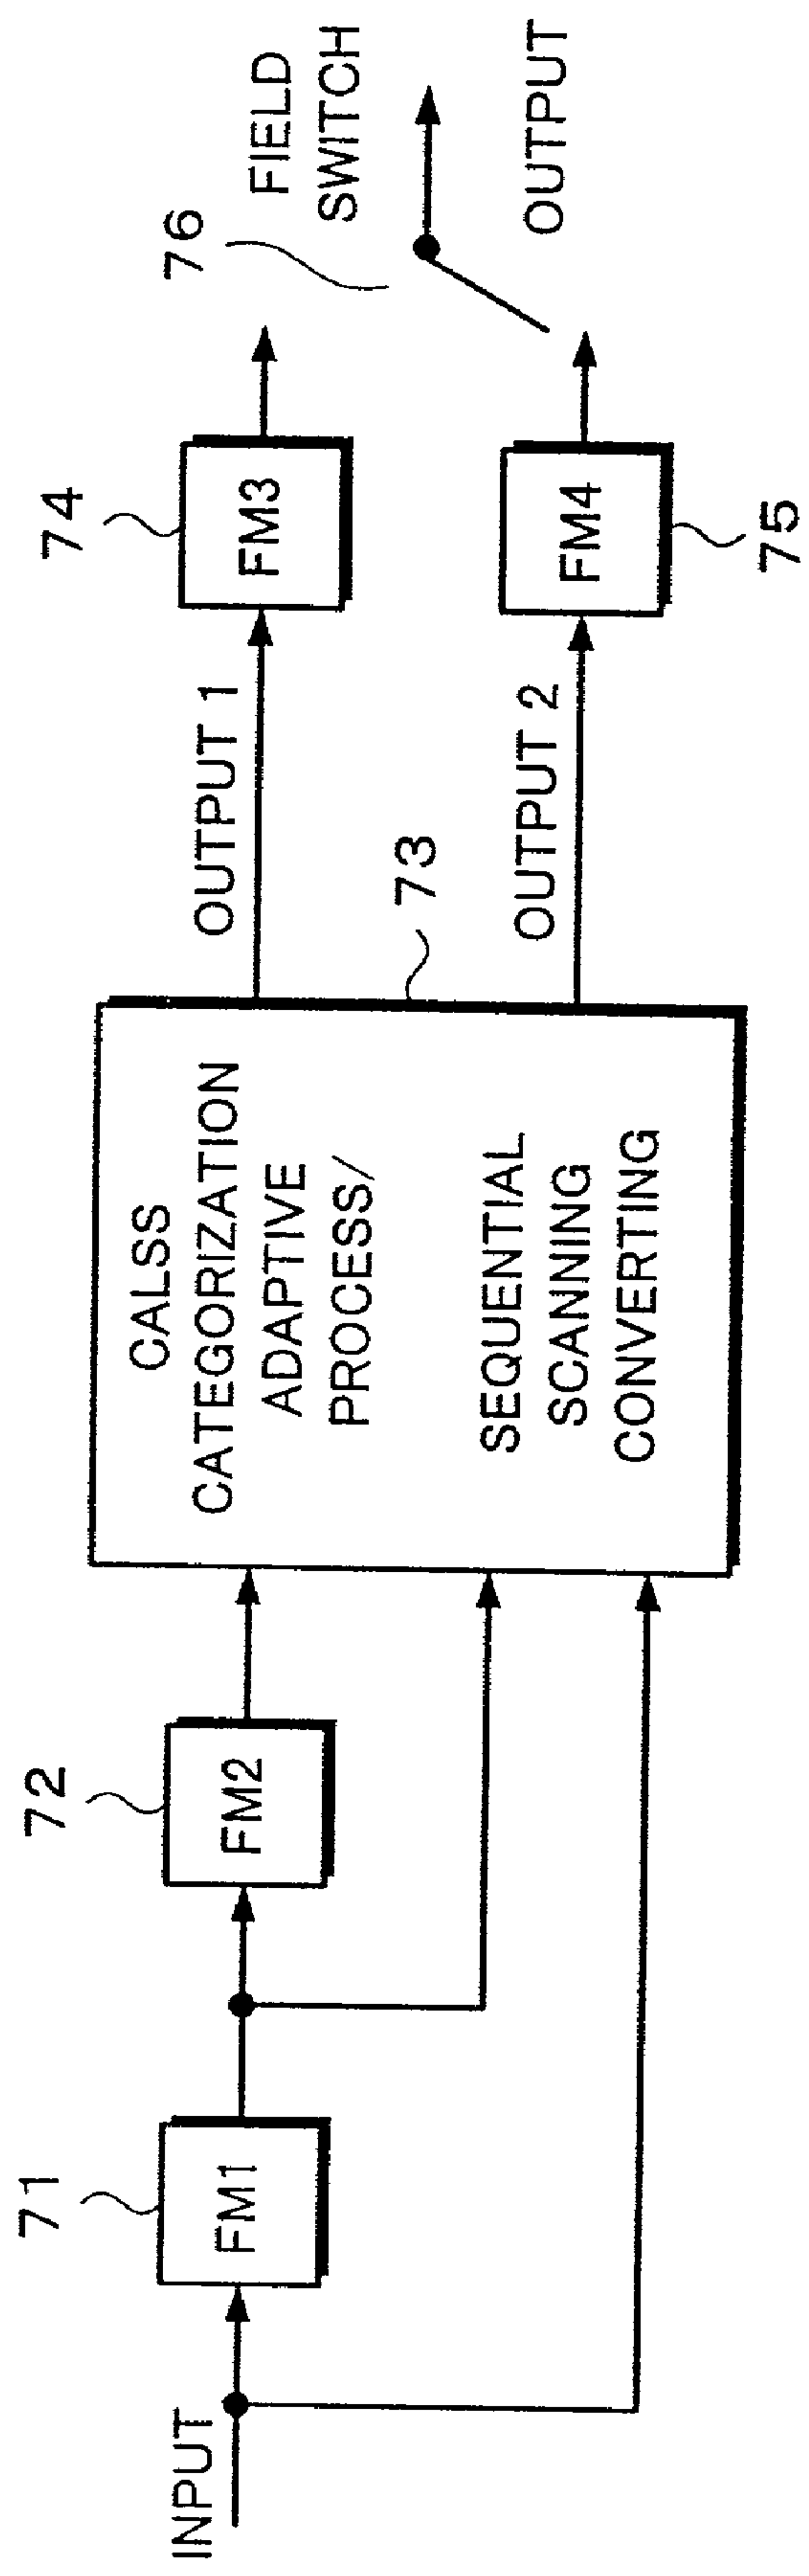 INPUT
71
FM1
72
FM2
CALSS
CATEGORIZATION
ADAPTIVE
PROCESS/
SEQUENTIAL
SCANNING
CONVERTING
73
OUTPUT 1
OUTPUT 2
74
FM3
FM4
75
76
FIELD
SWITCH
OUTPUT